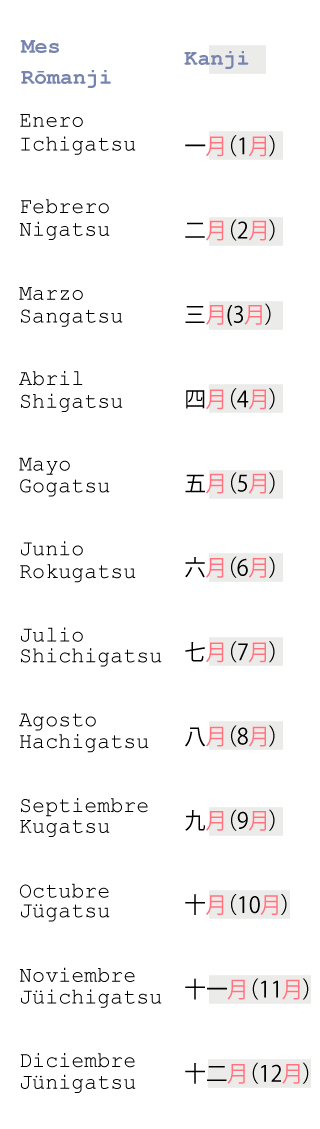 Mes
Rōmanji
Kanji
Enero
Ichigatsu
一月(1月)
Febrero
Nigatsu
二月(2月)
Marzo
Sangatsu
三月(3月)
Abril
Shigatsu
四月(4月)
Mayo
Gogatsu
五月(5月)
Junio
Rokugatsu
六月(6月)
Julio
Shichigatsu
七月(7月)
Agosto
Hachigatsu
八月(8月)
Septiembre
Kugatsu
九月(9月)
Octubre
Jūgatsu
十月(10月)
Noviembre
Jūichigatsu
十一月(11月)
Diciembre
Jūnigatsu
十二月(12月)